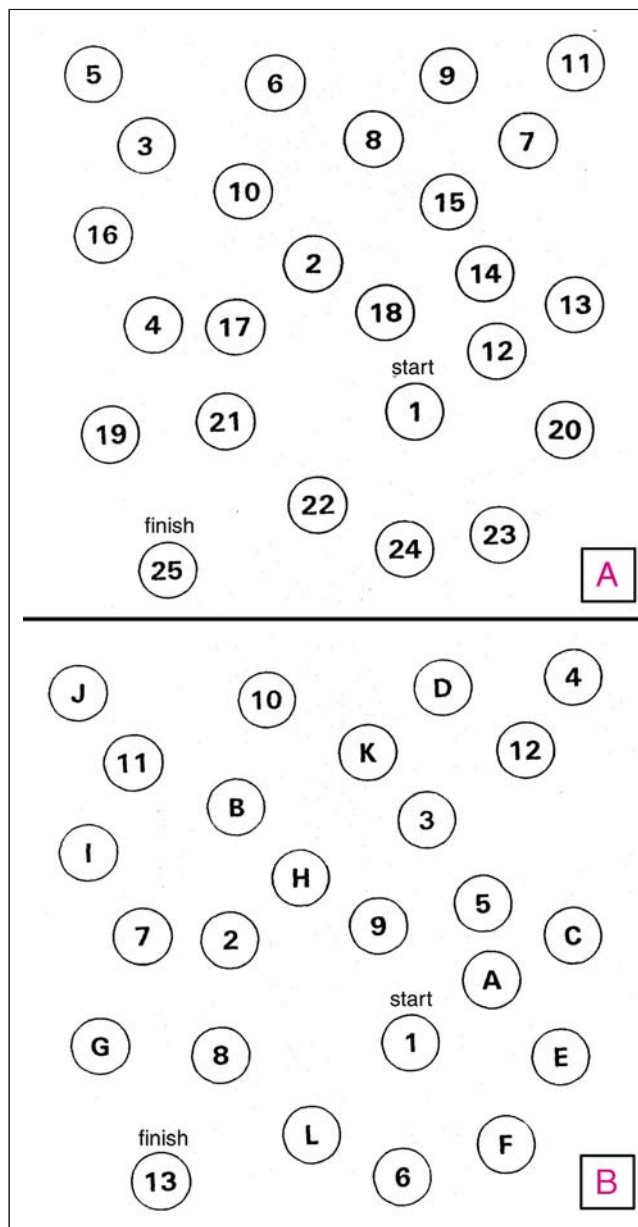 5 6 9 11
3 8 7
10 15
16 2 14
4 17 18 13
12
start
19 21 1 20
22 23
finish 24
25 A
J 10 D 4
11 K 12
B 3
I H
7 2 9 5 C
A
start
G 8 1 E
L F
finish 6
13 B